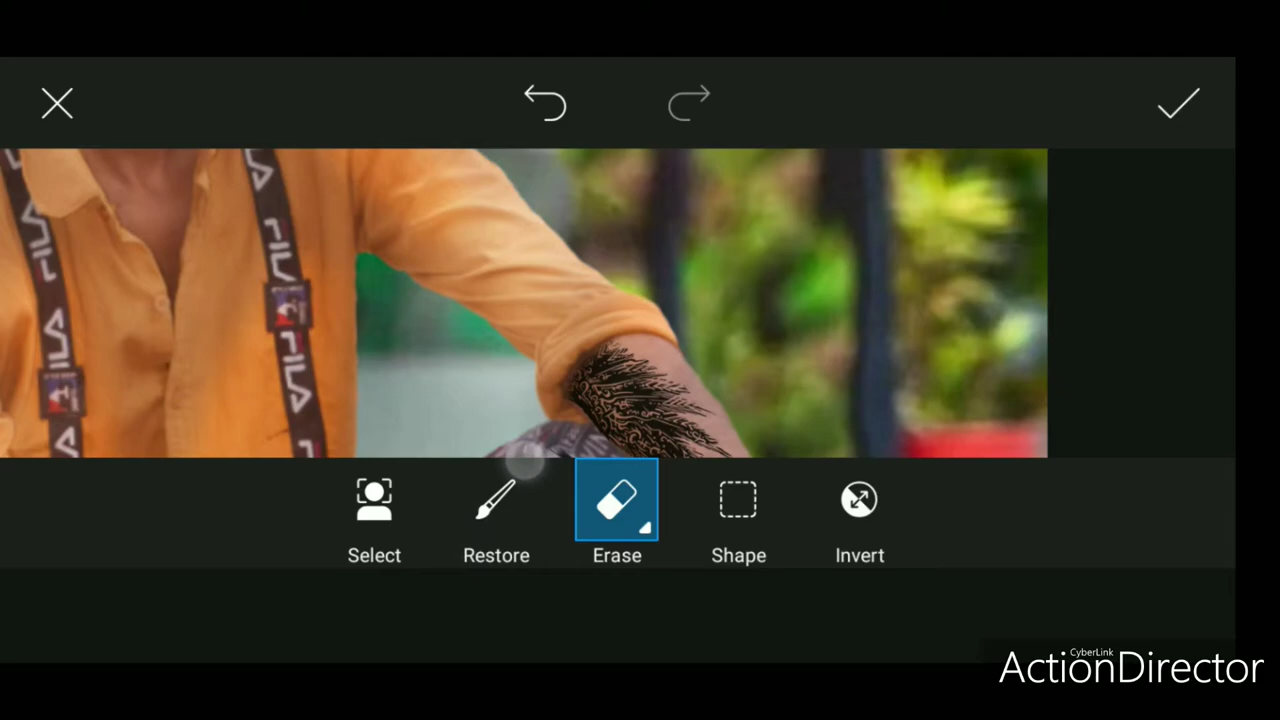 FILA
FILA
FILA
Select
Restore
Erase
Shape
Invert
CyberLink
ActionDirector